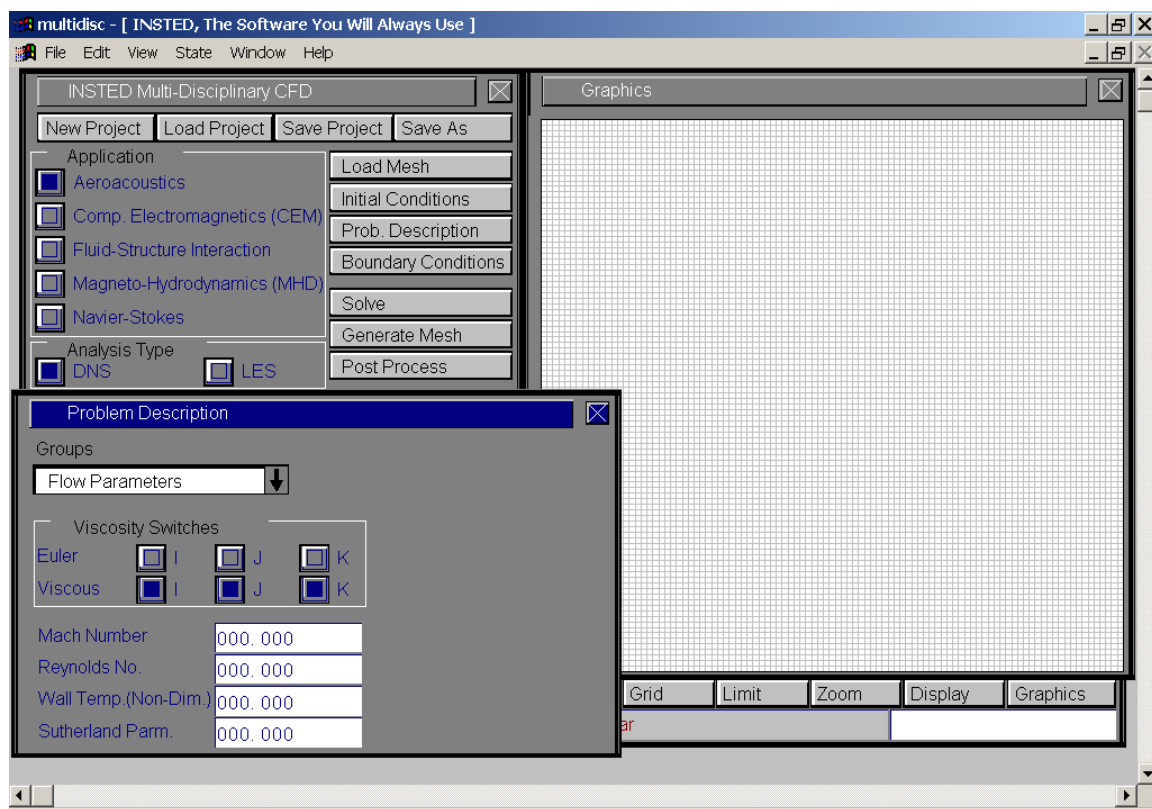 multidisc - [ INSTED, The Software You Will Always Use ]
File Edit View State Window Help
INSTED Multi-Disciplinary CFD
New Project Load Project Save Project Save As
Application
Aeroacoustics
Comp. Electromagnetics (CEM)
Fluid-Structure Interaction
Magneto-Hydrodynamics (MHD)
Navier-Stokes
Analysis Type
DNS LES
Load Mesh
Initial Conditions
Prob. Description
Boundary Conditions
Solve
Generate Mesh
Post Process
Graphics
Problem Description
Groups
Flow Parameters
Viscosity Switches
Euler I J K
Viscous I J K
Mach Number 000. 000
Reynolds No. 000. 000
Wall Temp.(Non-Dim.) 000. 000
Sutherland Parm. 000. 000
Grid Limit Zoom Display Graphics
ar